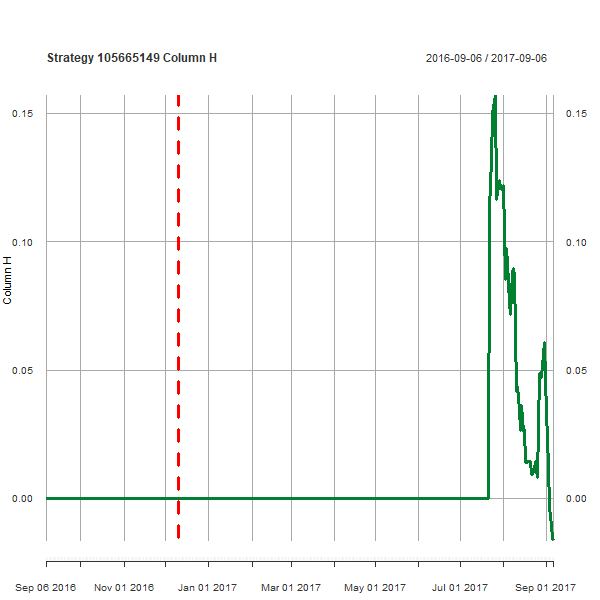 Strategy 105665149 Column H 2016-09-06 / 2017-09-06
0.15 0.15
0.10 0.10
Column H
0.05 0.05
0.00 0.00
Sep 06 2016 Nov 01 2016 Jan 01 2017 Mar 01 2017 May 01 2017 Jul 01 2017 Sep 01 2017